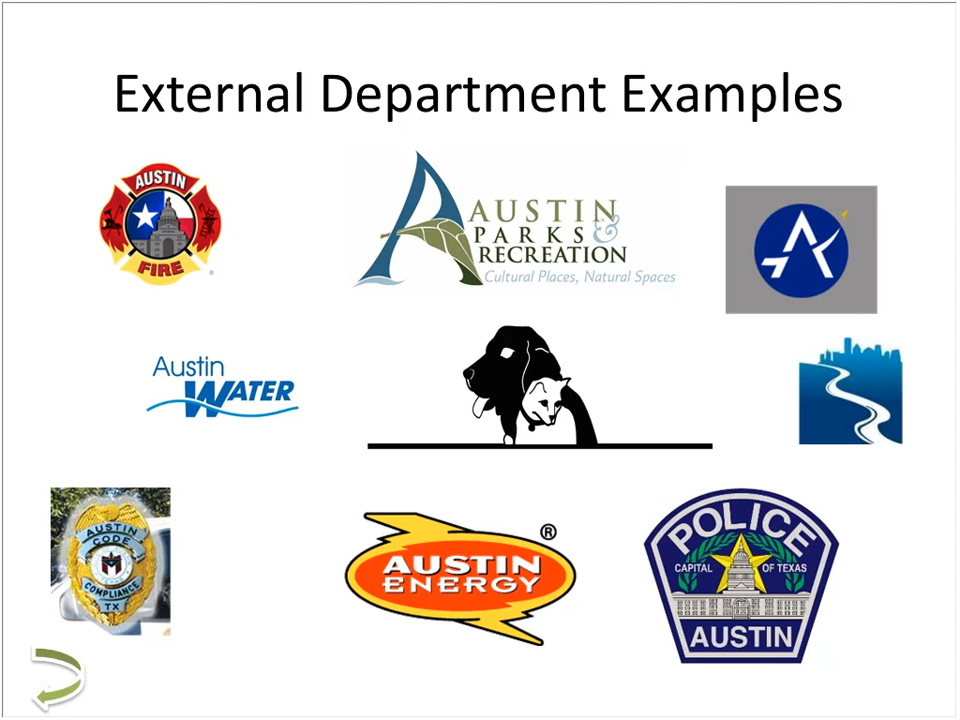 External Department Examples
AUSTIN
FIRE
AUSTIN
PARKS &
RECREATION
Cultural Places, Natural Spaces
Austin
WATER
AUSTIN
CODE
COMPLIANCE
TX
AUSTIN
ENERGY
®
POLICE
CAPITAL OF TEXAS
AUSTIN